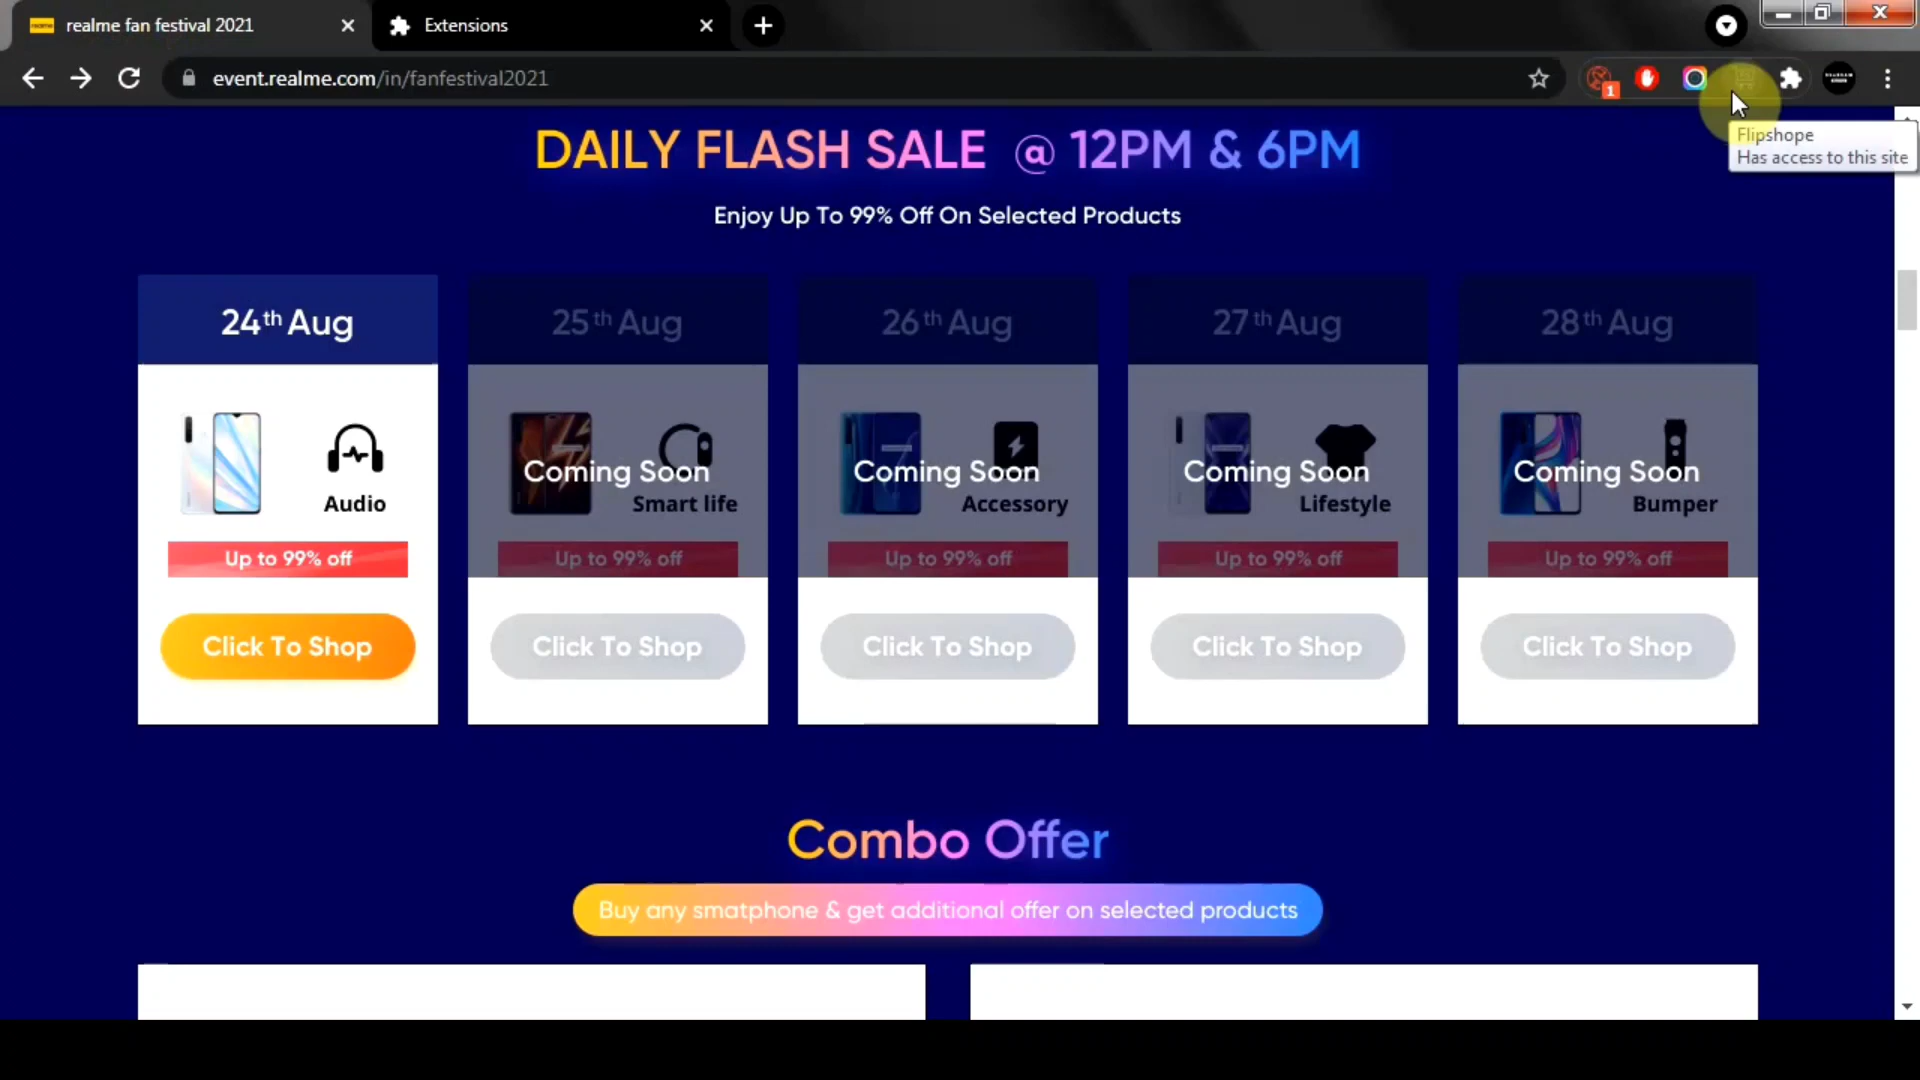 realme fan festival 2021
Extensions
event.realme.com/in/fanfestival2021
1
Flipshope
Has access to this site
DAILY FLASH SALE @ 12PM & 6PM
Enjoy Up To 99% Off On Selected Products
24th Aug
25th Aug
26th Aug
27th Aug
28th Aug
Coming Soon
Coming Soon
Coming Soon
Coming Soon
Audio
Smart life
Accessory
Lifestyle
Bumper
Up to 99% off
Up to 99% off
Up to 99% off
Up to 99% off
Up to 99% off
Click To Shop
Click To Shop
Click To Shop
Click To Shop
Click To Shop
Combo Offer
Buy any smatphone & get additional offer on selected products